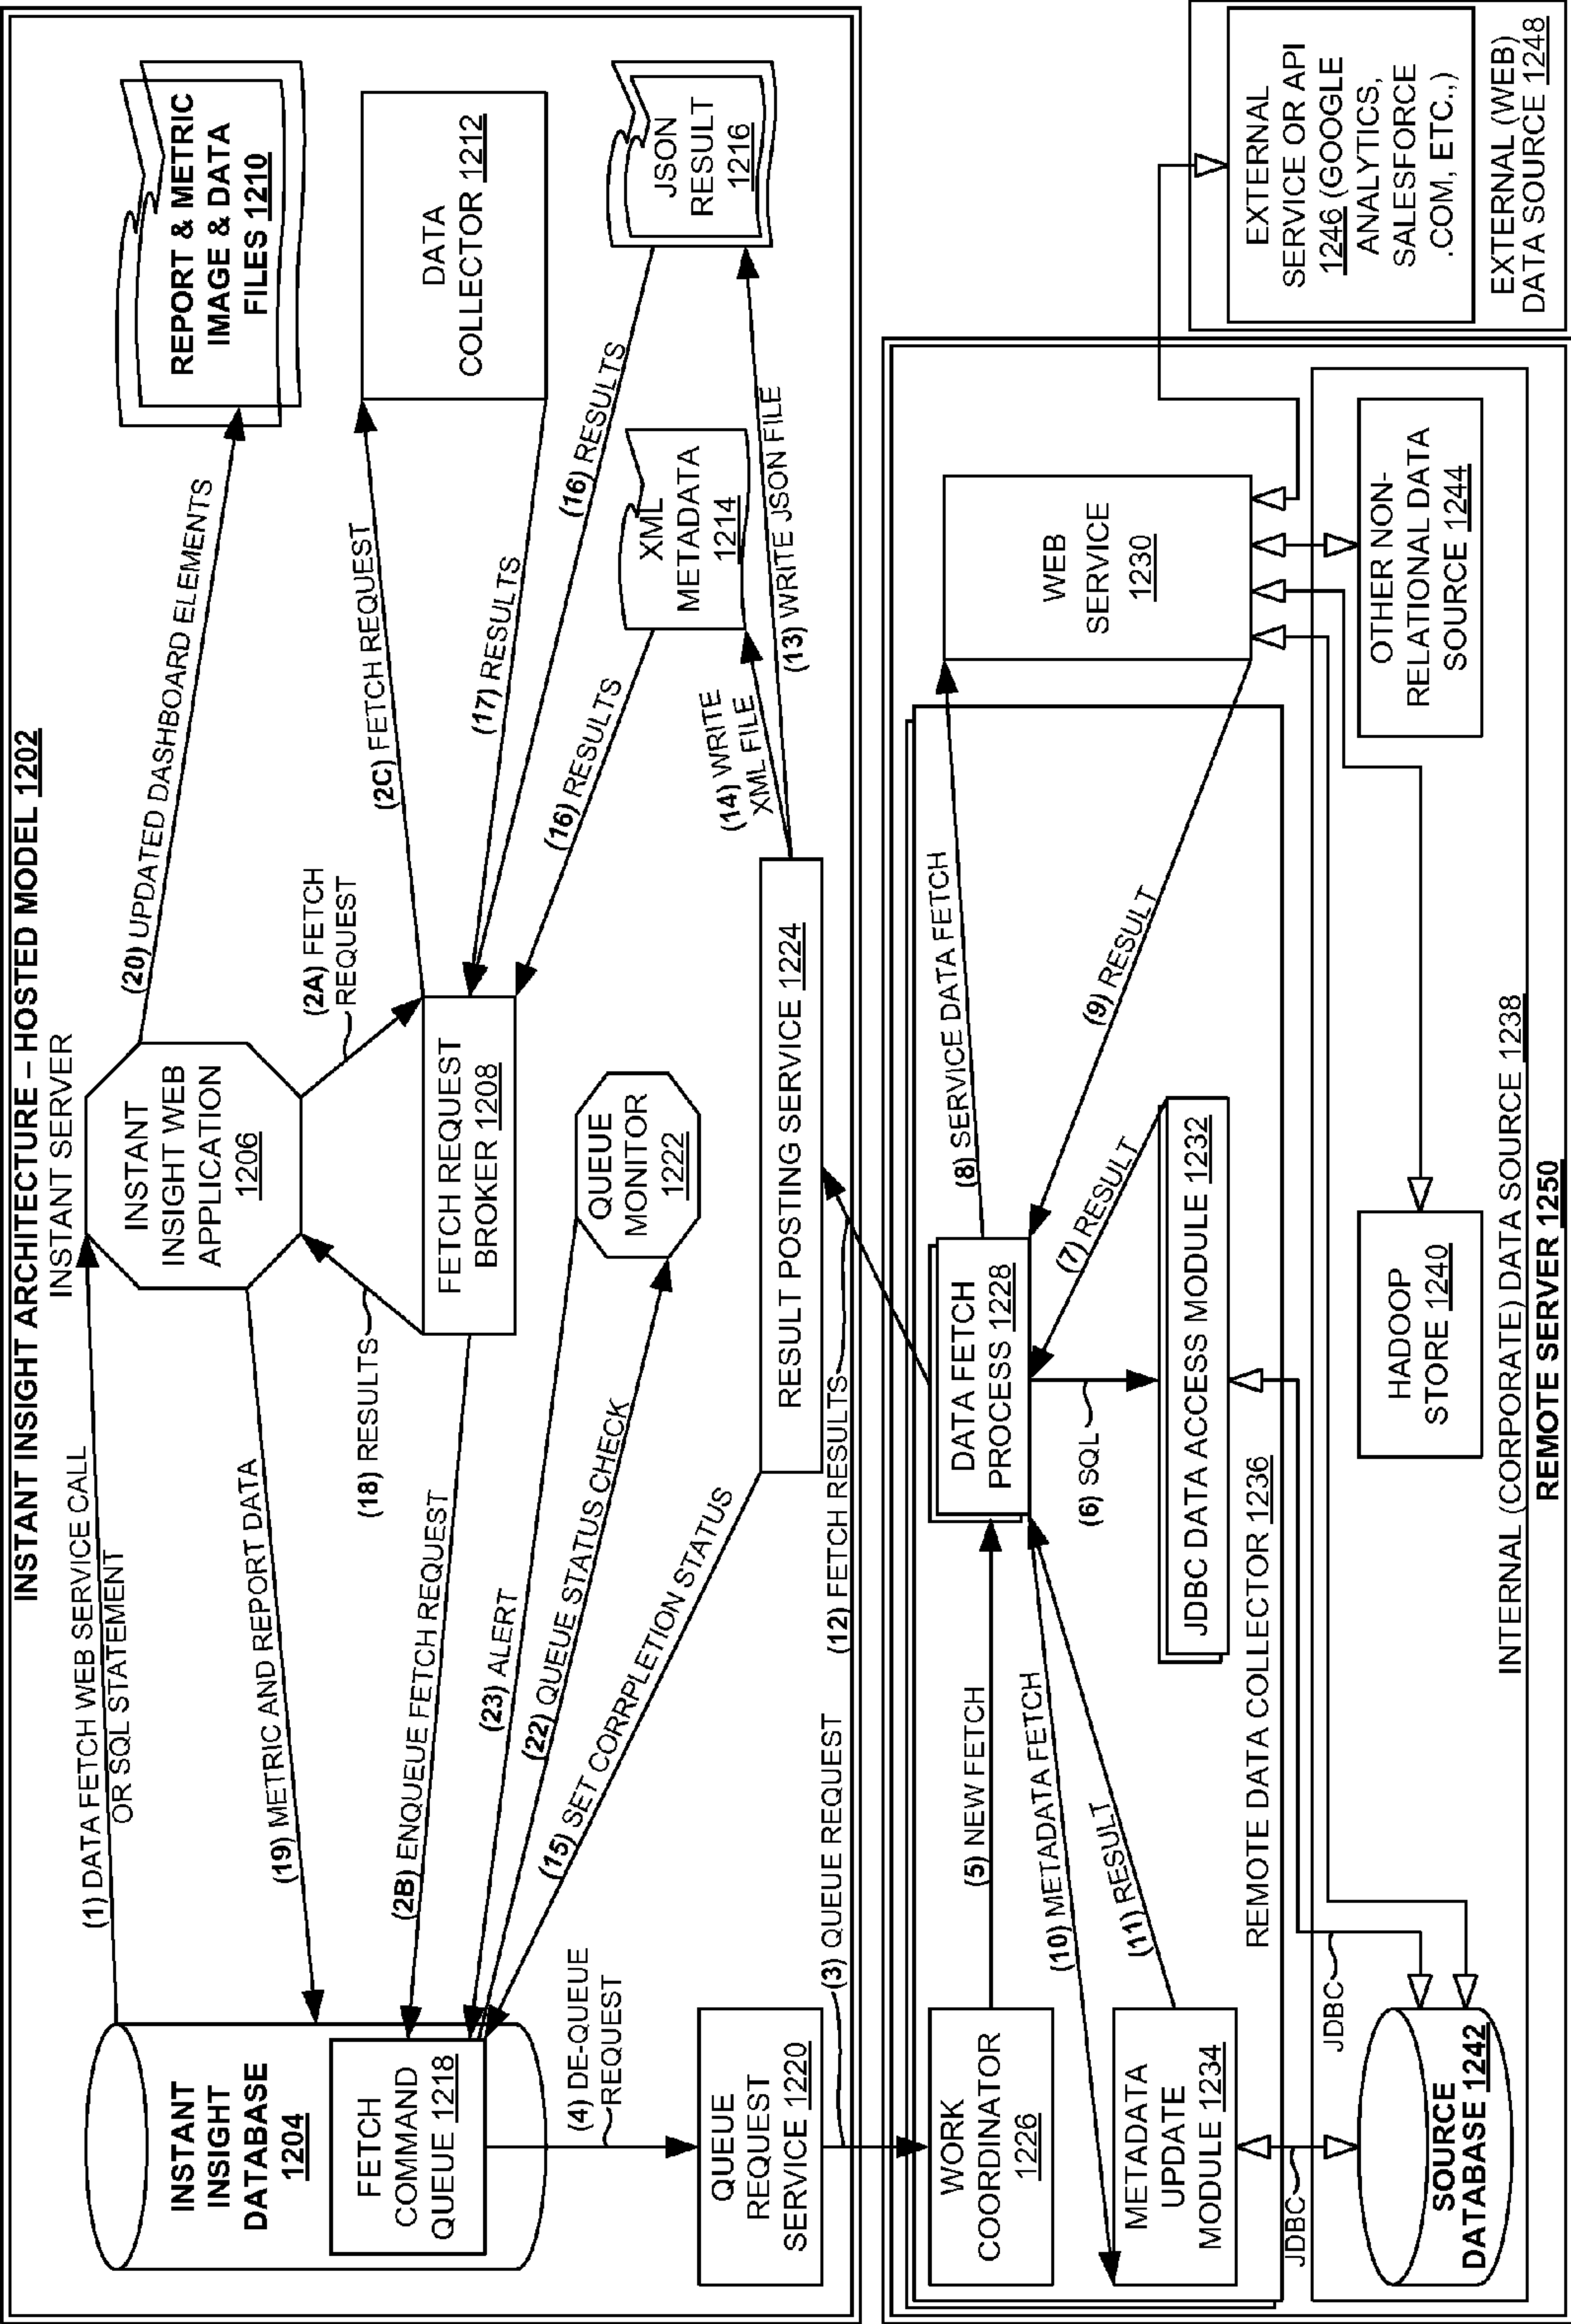 INSTANT INSIGHT ARCHITECTURE – HOSTED MODEL 1202
INSTANT SERVER
(1) DATA FETCH WEB SERVICE CALL
OR SQL STATEMENT
INSTANT
INSIGHT WEB
APPLICATION
1206
(20) UPDATED DASHBOARD ELEMENTS
REPORT & METRIC
IMAGE & DATA
FILES 1210
INSTANT
INSIGHT
DATABASE
1204
(19) METRIC AND REPORT DATA
(18) RESULTS
(2A) FETCH
REQUEST
(2C) FETCH REQUEST
DATA
COLLECTOR 1212
FETCH
COMMAND
QUEUE 1218
(2B) ENQUEUE FETCH REQUEST
FETCH REQUEST
BROKER 1208
(17) RESULTS
(16) RESULTS
(23) ALERT
(22) QUEUE STATUS CHECK
QUEUE
MONITOR
1222
(16) RESULTS
XML
METADATA
1214
JSON
RESULT
1216
(4) DE-QUEUE
REQUEST
(15) SET CORRPLETION STATUS
(14) WRITE
XML FILE
(13) WRITE JSON FILE
QUEUE
REQUEST
SERVICE 1220
RESULT POSTING SERVICE 1224
(3) QUEUE REQUEST
(12) FETCH RESULTS
WORK
COORDINATOR
1226
(5) NEW FETCH
DATA FETCH
PROCESS 1228
(8) SERVICE DATA FETCH
WEB
SERVICE
1230
(10) METADATA FETCH
(11) RESULT
(6) SQL
(7) RESULT
(9) RESULT
METADATA
UPDATE
MODULE 1234
JDBC DATA ACCESS MODULE 1232
REMOTE DATA COLLECTOR 1236
JDBC
JDBC
SOURCE
DATABASE 1242
HADOOP
STORE 1240
OTHER NON-
RELATIONAL DATA
SOURCE 1244
EXTERNAL
SERVICE OR API
1246 (GOOGLE
ANALYTICS,
SALESFORCE
.COM, ETC.,)
EXTERNAL (WEB)
DATA SOURCE 1248
INTERNAL (CORPORATE) DATA SOURCE 1238
REMOTE SERVER 1250